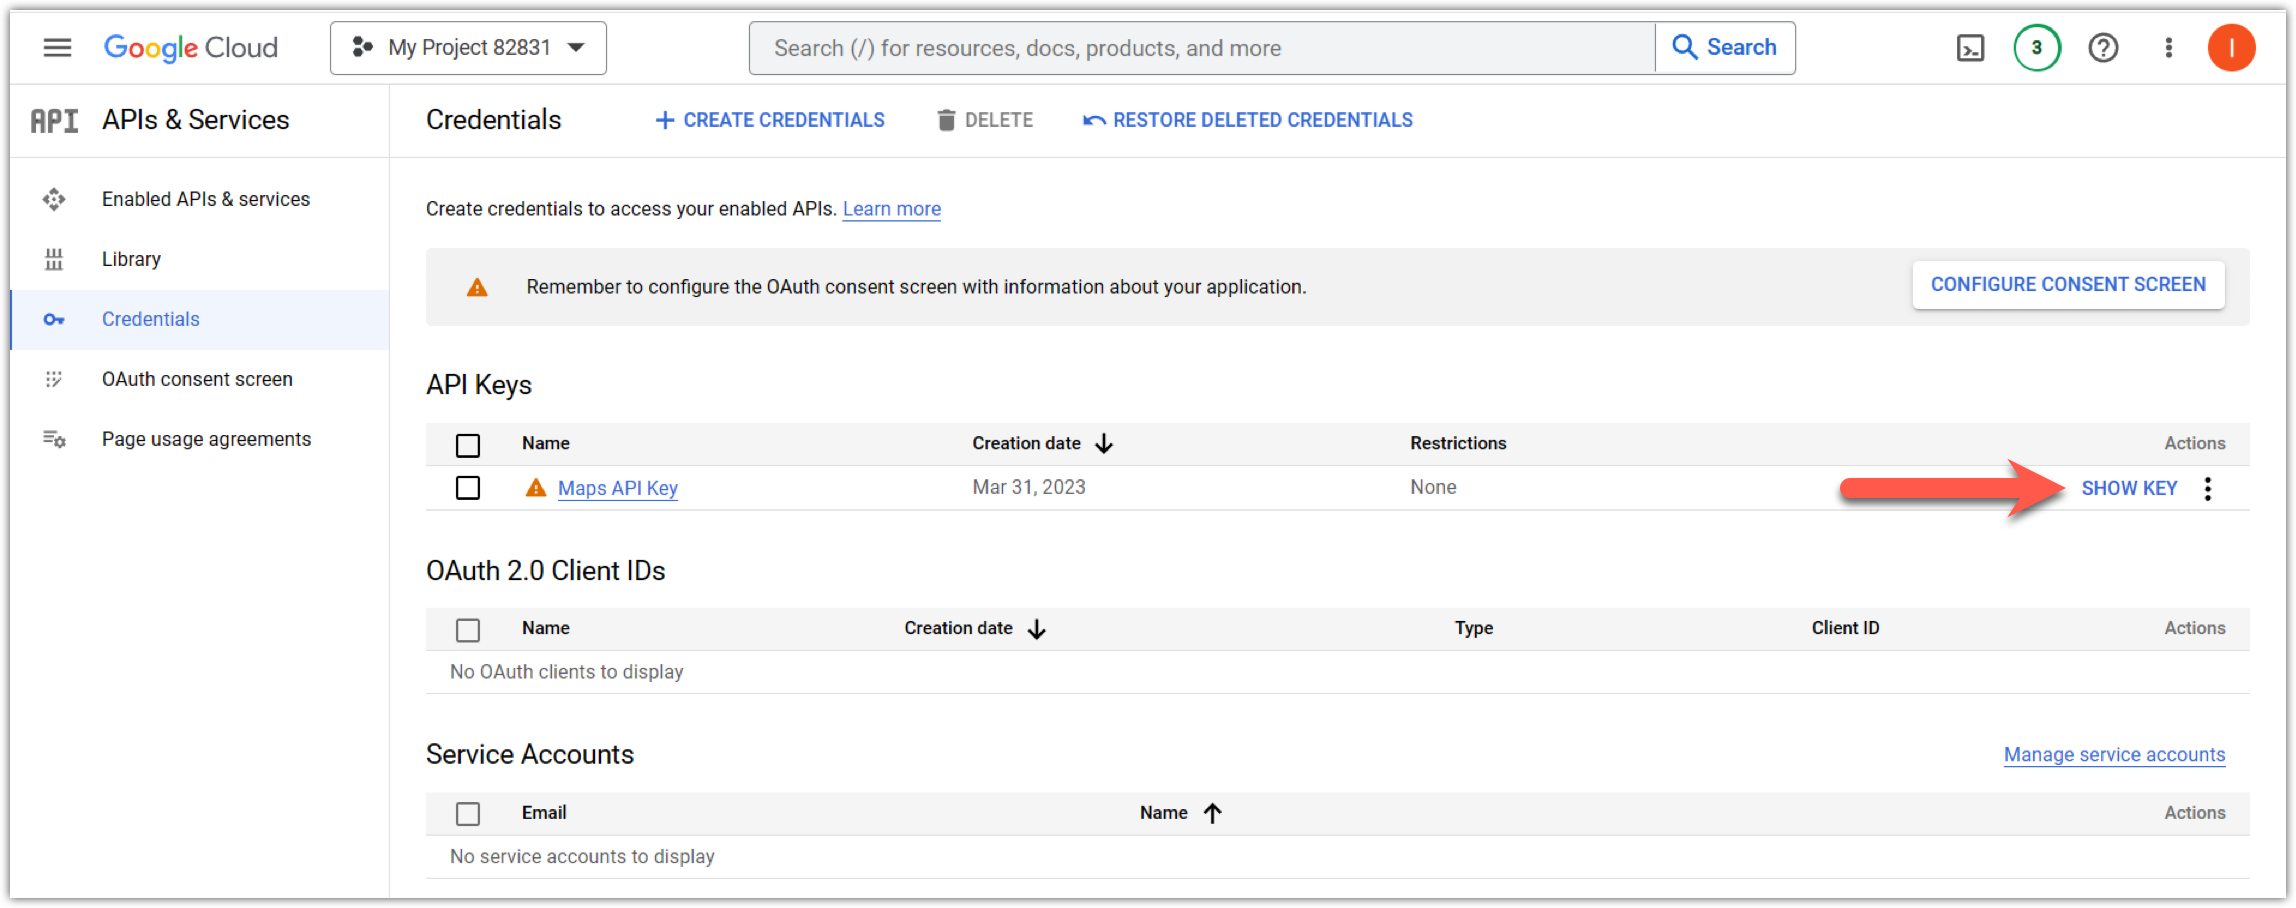 Google Cloud
My Project 82831
Search (/) for resources, docs, products, and more
Search
3
I
API
APIs & Services
Credentials
CREATE CREDENTIALS
DELETE
RESTORE DELETED CREDENTIALS
Enabled APIs & services
Library
Credentials
OAuth consent screen
Page usage agreements
Create credentials to access your enabled APIs. Learn more
Remember to configure the OAuth consent screen with information about your application.
CONFIGURE CONSENT SCREEN
API Keys
Name Creation date Restrictions Actions
Maps API Key Mar 31, 2023 None SHOW KEY
OAuth 2.0 Client IDs
Name Creation date Type Client ID Actions
No OAuth clients to display
Service Accounts
Manage service accounts
Email Name Actions
No service accounts to display